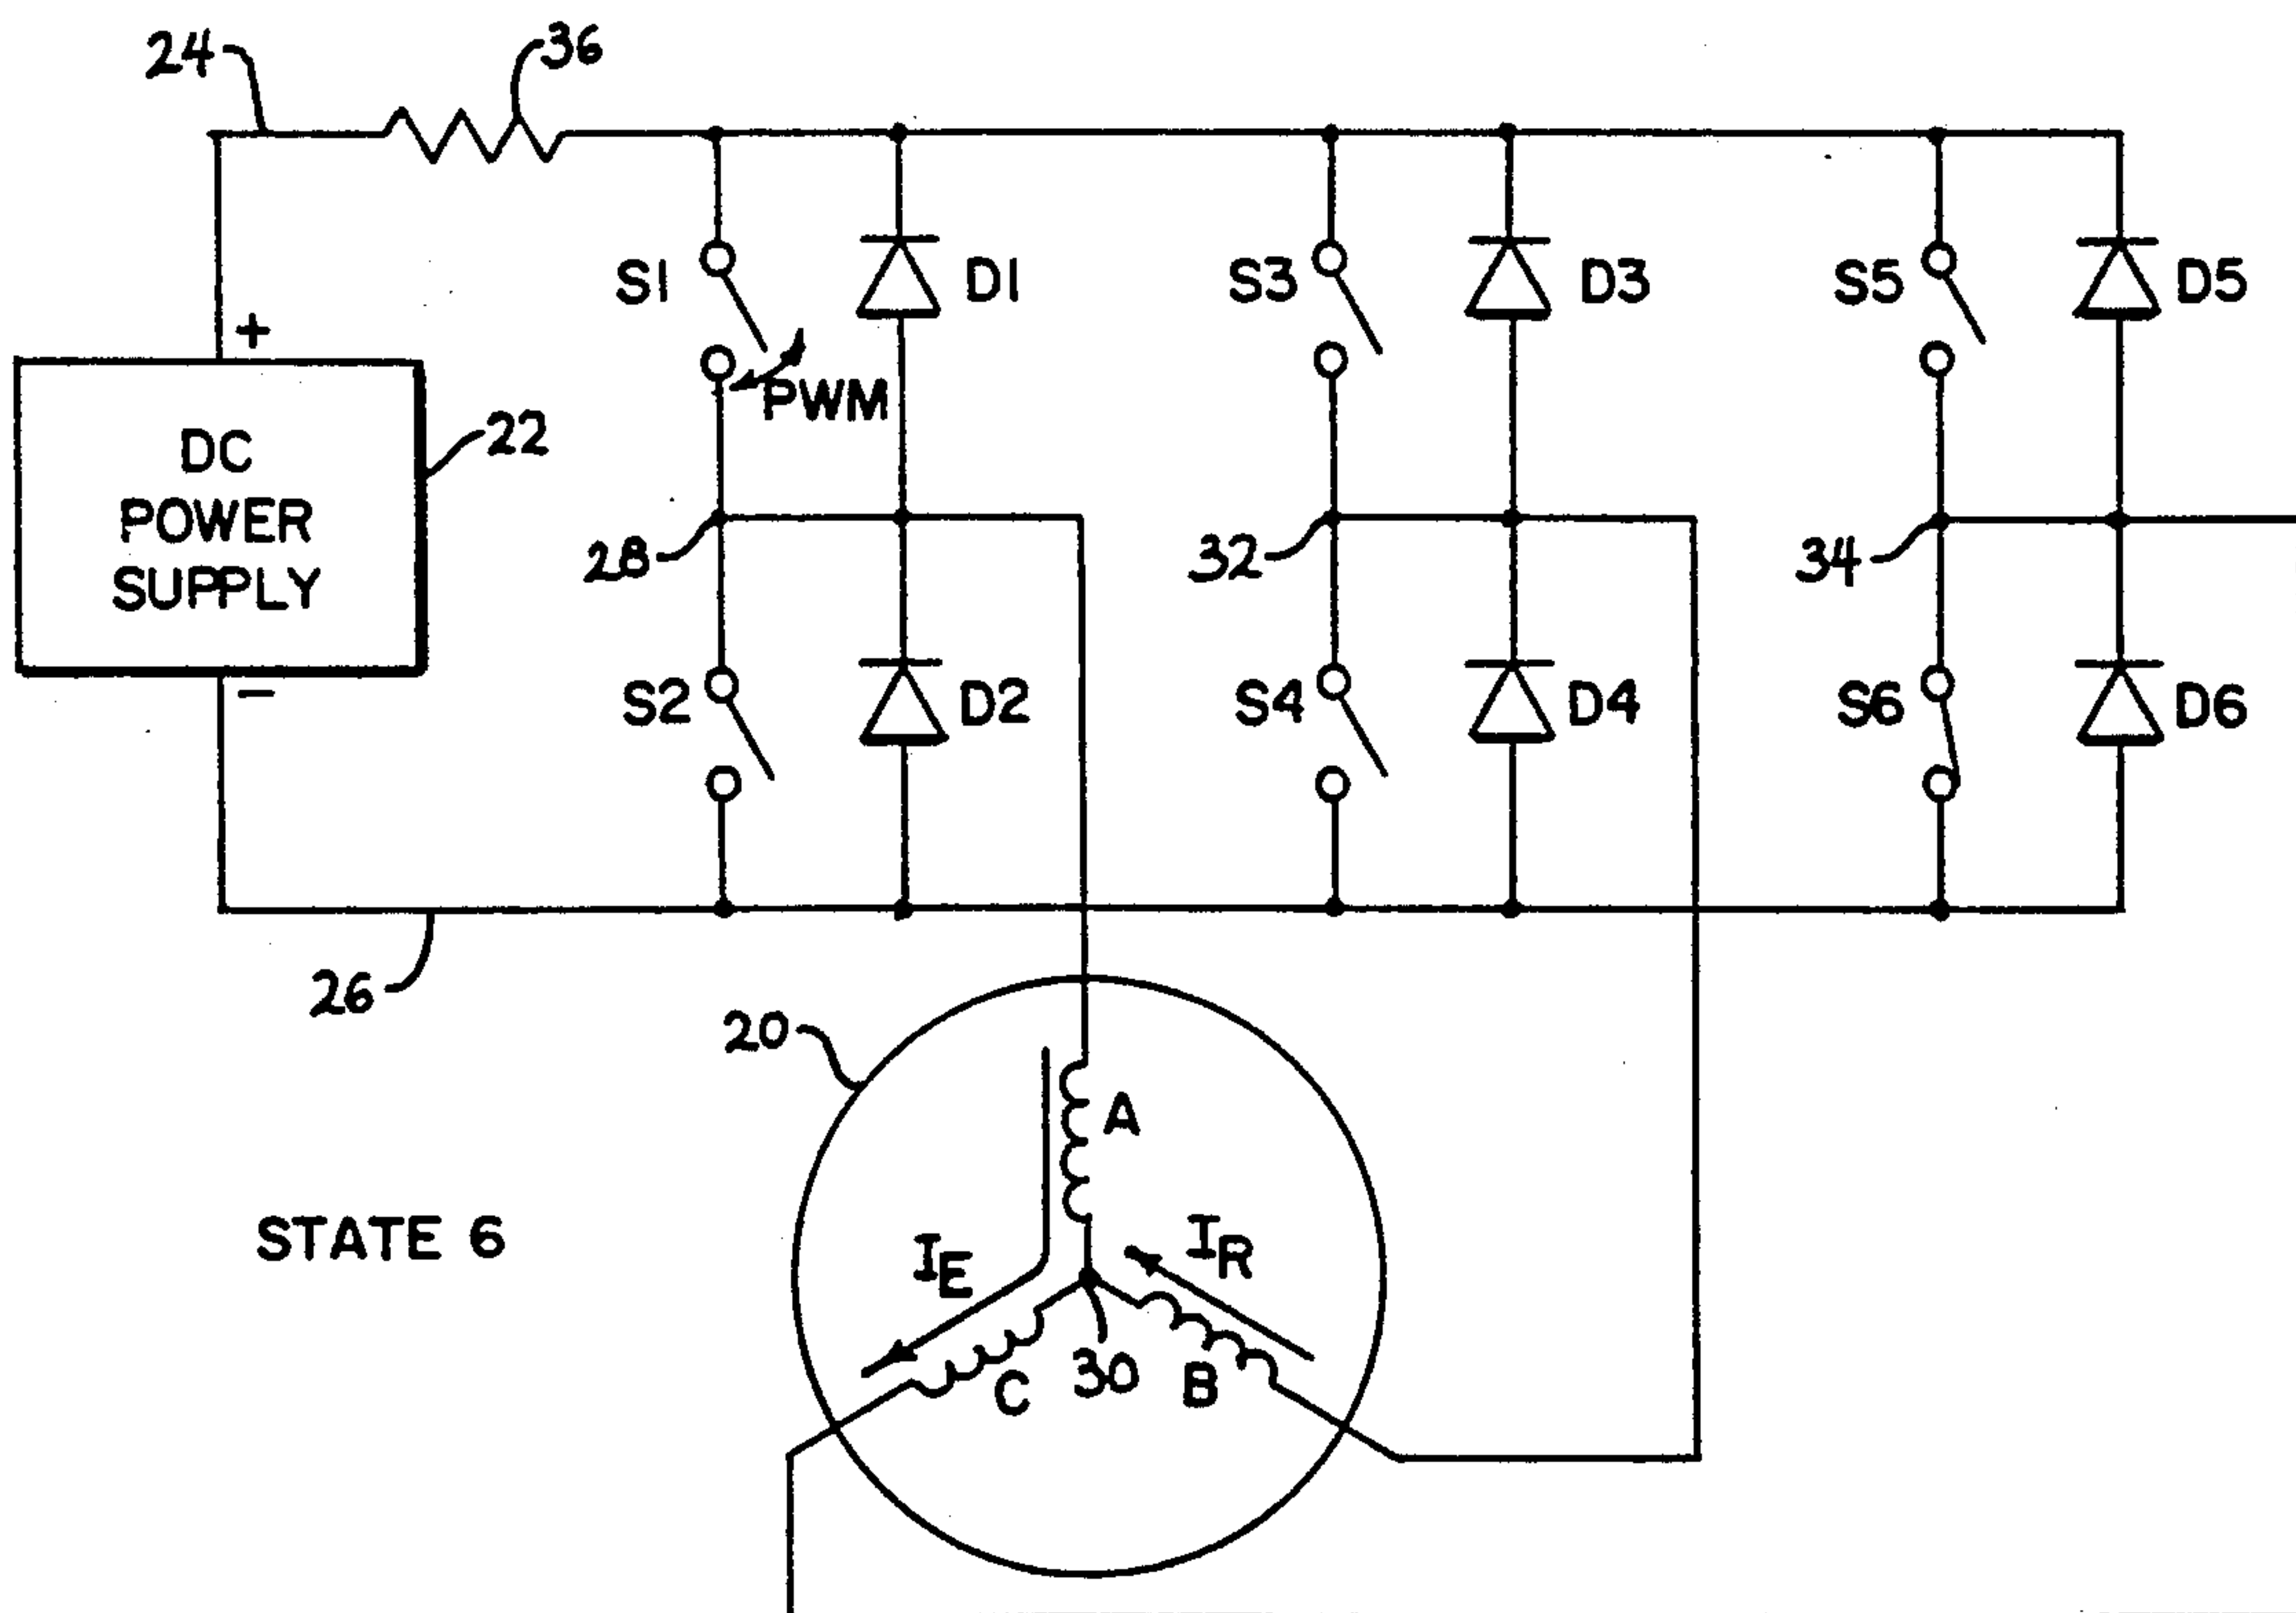 24
36
S1
D1
S3
D3
S5
D5
+
PWM
22
DC
POWER
SUPPLY
28
32
34
−
S2
D2
S4
D4
S6
D6
26
20
A
STATE 6
IE
IR
C
30
B